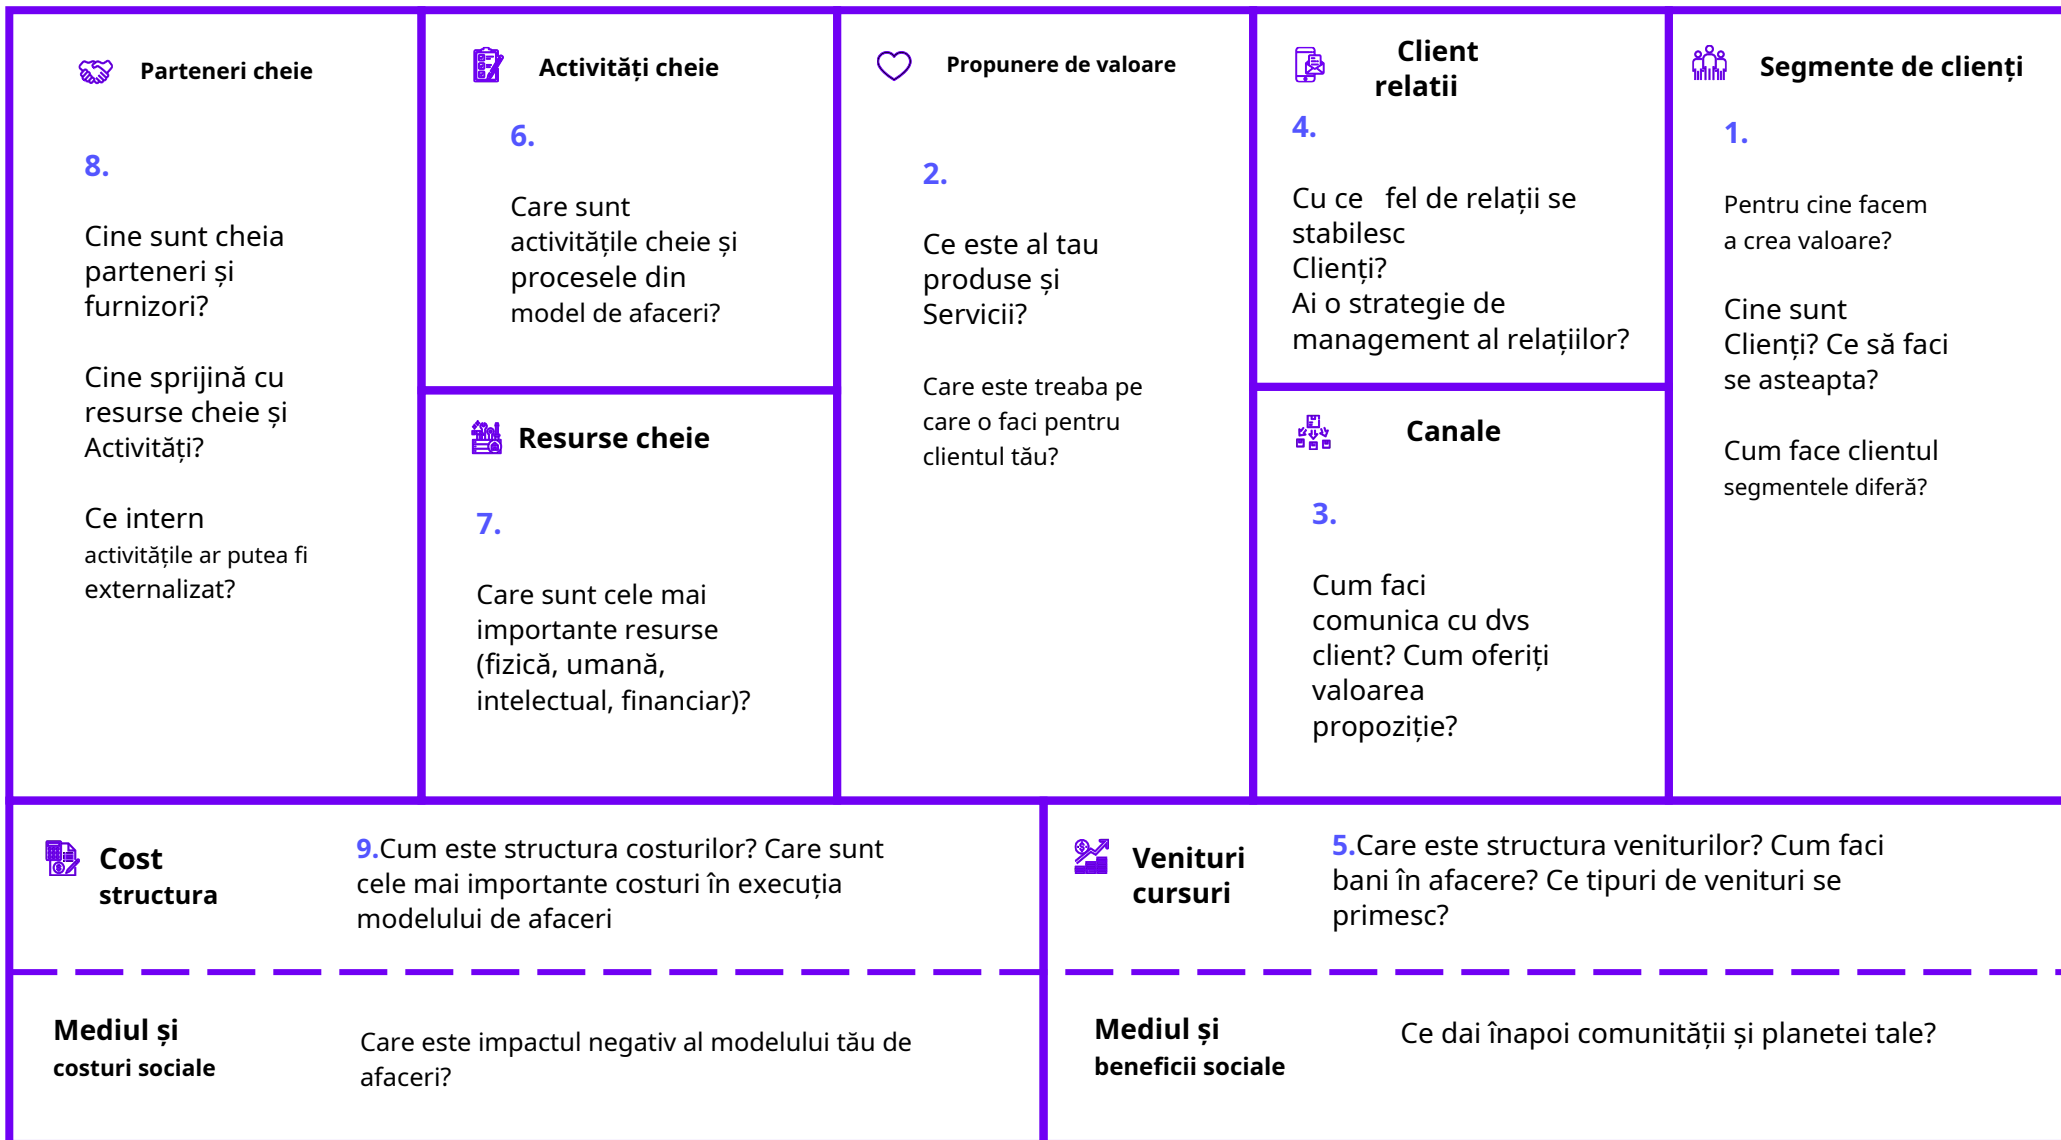 Parteneri cheie
8.
Cine sunt cheia
parteneri și
furnizori?
Cine sprijină cu
resurse cheie și
Activități?
Ce intern
activitățile ar putea fi
externalizat?
Activități cheie
6.
Care sunt
activitățile cheie și
procesele din
model de afaceri?
Resurse cheie
7.
Care sunt cele mai
importante resurse
(fizică, umană,
intelectual, financiar)?
Propunere de valoare
2.
Ce este al tau
produse și
Servicii?
Care este treaba pe
care o faci pentru
clientul tău?
Client
relatii
4.
Cu ce fel de relații se
stabilesc
Clienți?
Ai o strategie de
management al relațiilor?
Canale
3.
Cum faci
comunica cu dvs
client? Cum oferiți
valoarea
propoziție?
Segmente de clienți
1.
Pentru cine facem
a crea valoare?
Cine sunt
Clienți? Ce să faci
se asteapta?
Cum face clientul
segmentele diferă?
Cost
structura
9.Cum este structura costurilor? Care sunt
cele mai importante costuri în execuția
modelului de afaceri
Venituri
cursuri
5.Care este structura veniturilor? Cum faci
bani în afacere? Ce tipuri de venituri se
primesc?
Mediul și
costuri sociale
Care este impactul negativ al modelului tău de
afaceri?
Mediul și
beneficii sociale
Ce dai înapoi comunității și planetei tale?